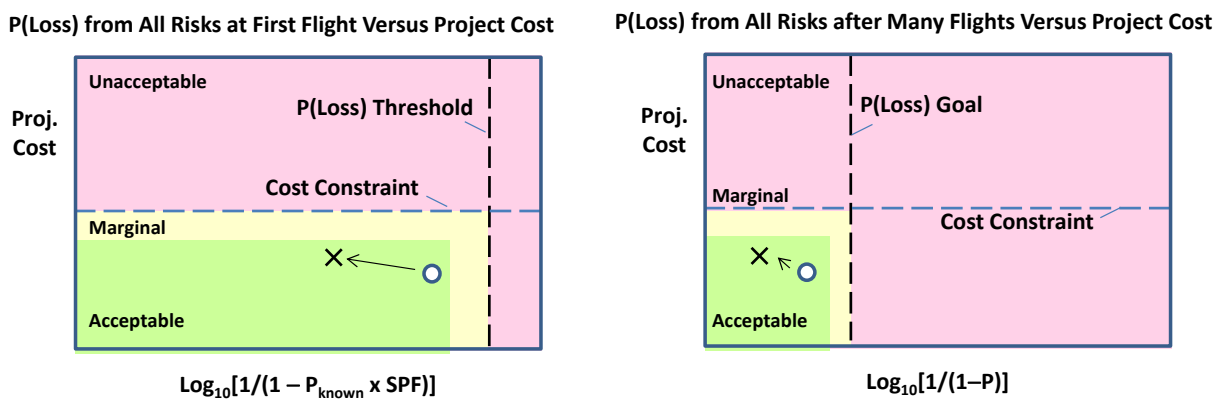 P(Loss) from All Risks at First Flight Versus Project Cost
Unacceptable
P(Loss) Threshold
Proj.
Cost
Cost Constraint
Marginal
Acceptable
Log10[1/(1 – Pknown x SPF)]
P(Loss) from All Risks after Many Flights Versus Project Cost
Unacceptable
P(Loss) Goal
Proj.
Cost
Marginal
Cost Constraint
Acceptable
Log10[1/(1–P)]